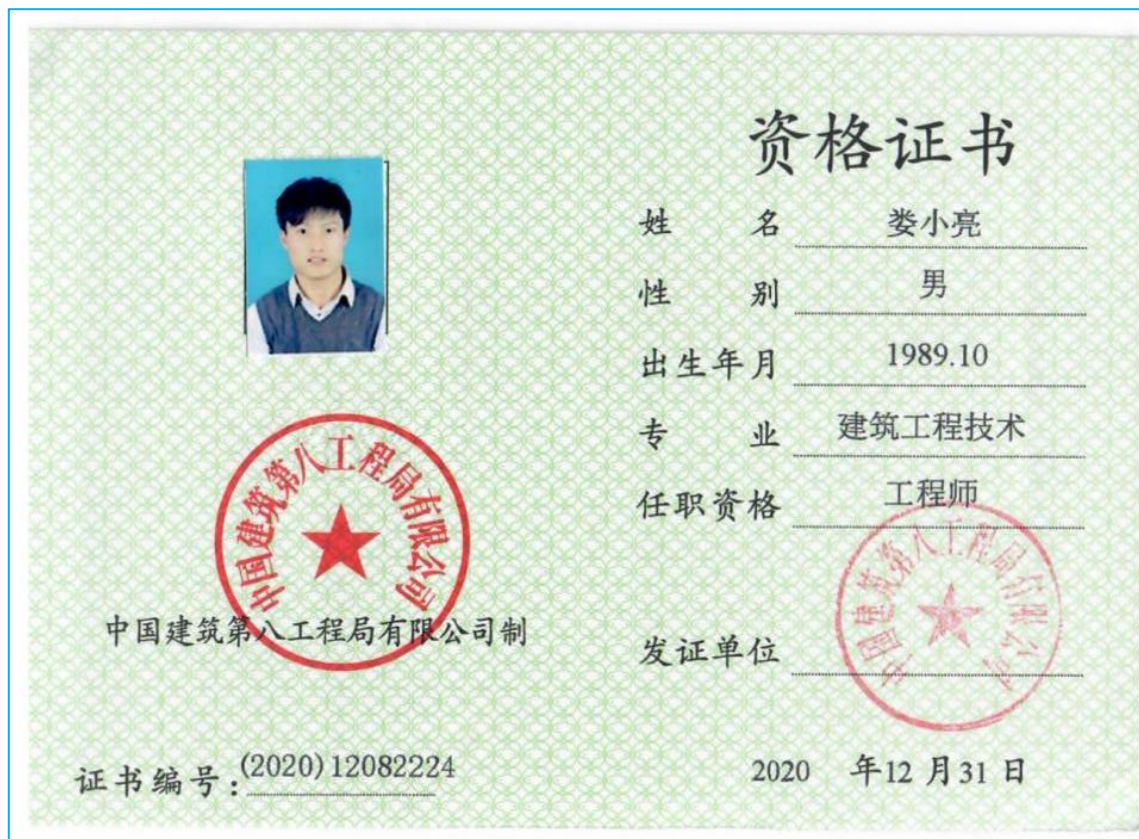 中国建筑第八工程局有限公司
中国建筑第八工程局有限公司制
证书编号:(2020)12082224
资格证书
姓 名 娄小亮
性 别 男
出生年月 1989.10
专 业 建筑工程技术
任职资格 工程师
发证单位
中国建筑第八工程局有限公司
2020 年12月31日